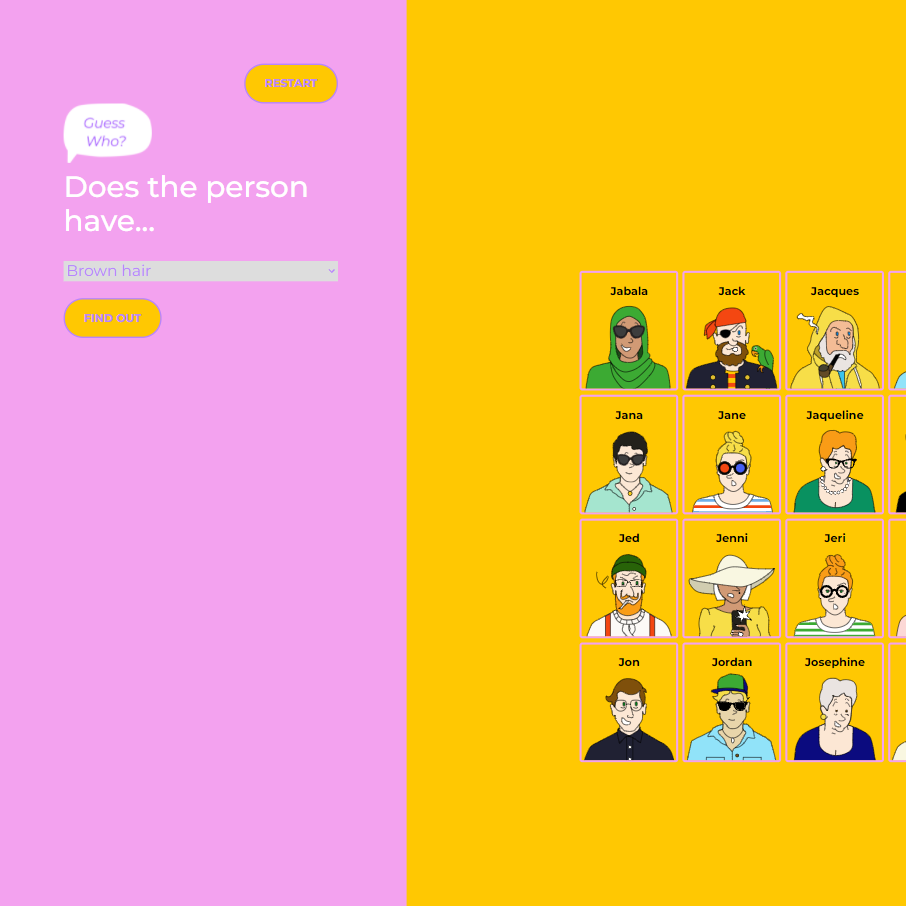 RESTART
Guess
Who?
Does the person
have...
Brown hair
FIND OUT
Jabala
Jack
Jacques
Jana
Jane
Jaqueline
Jed
Jenni
Jeri
Jon
Jordan
Josephine